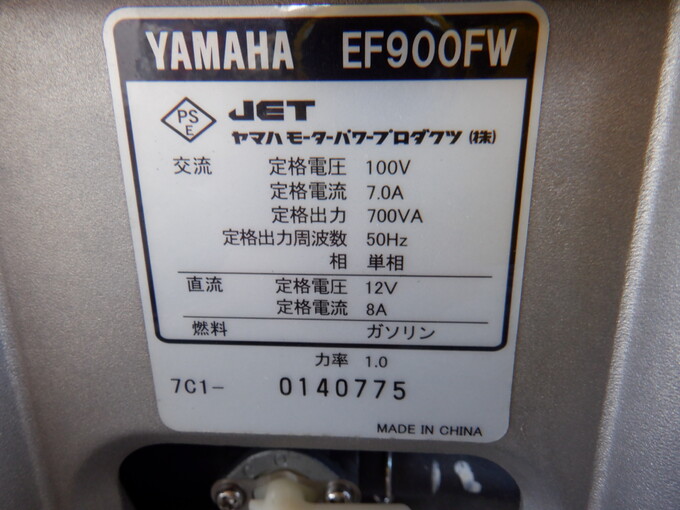 YAMAHA EF900FW
PS E JET
ヤマハモーターパワープロダクツ(株)
交流 定格電圧 100V
定格電流 7.0A
定格出力 700VA
定格出力周波数 50Hz
相 単相
直流 定格電圧 12V
定格電流 8A
燃料 ガソリン
力率 1.0
7C1- 0140775
MADE IN CHINA